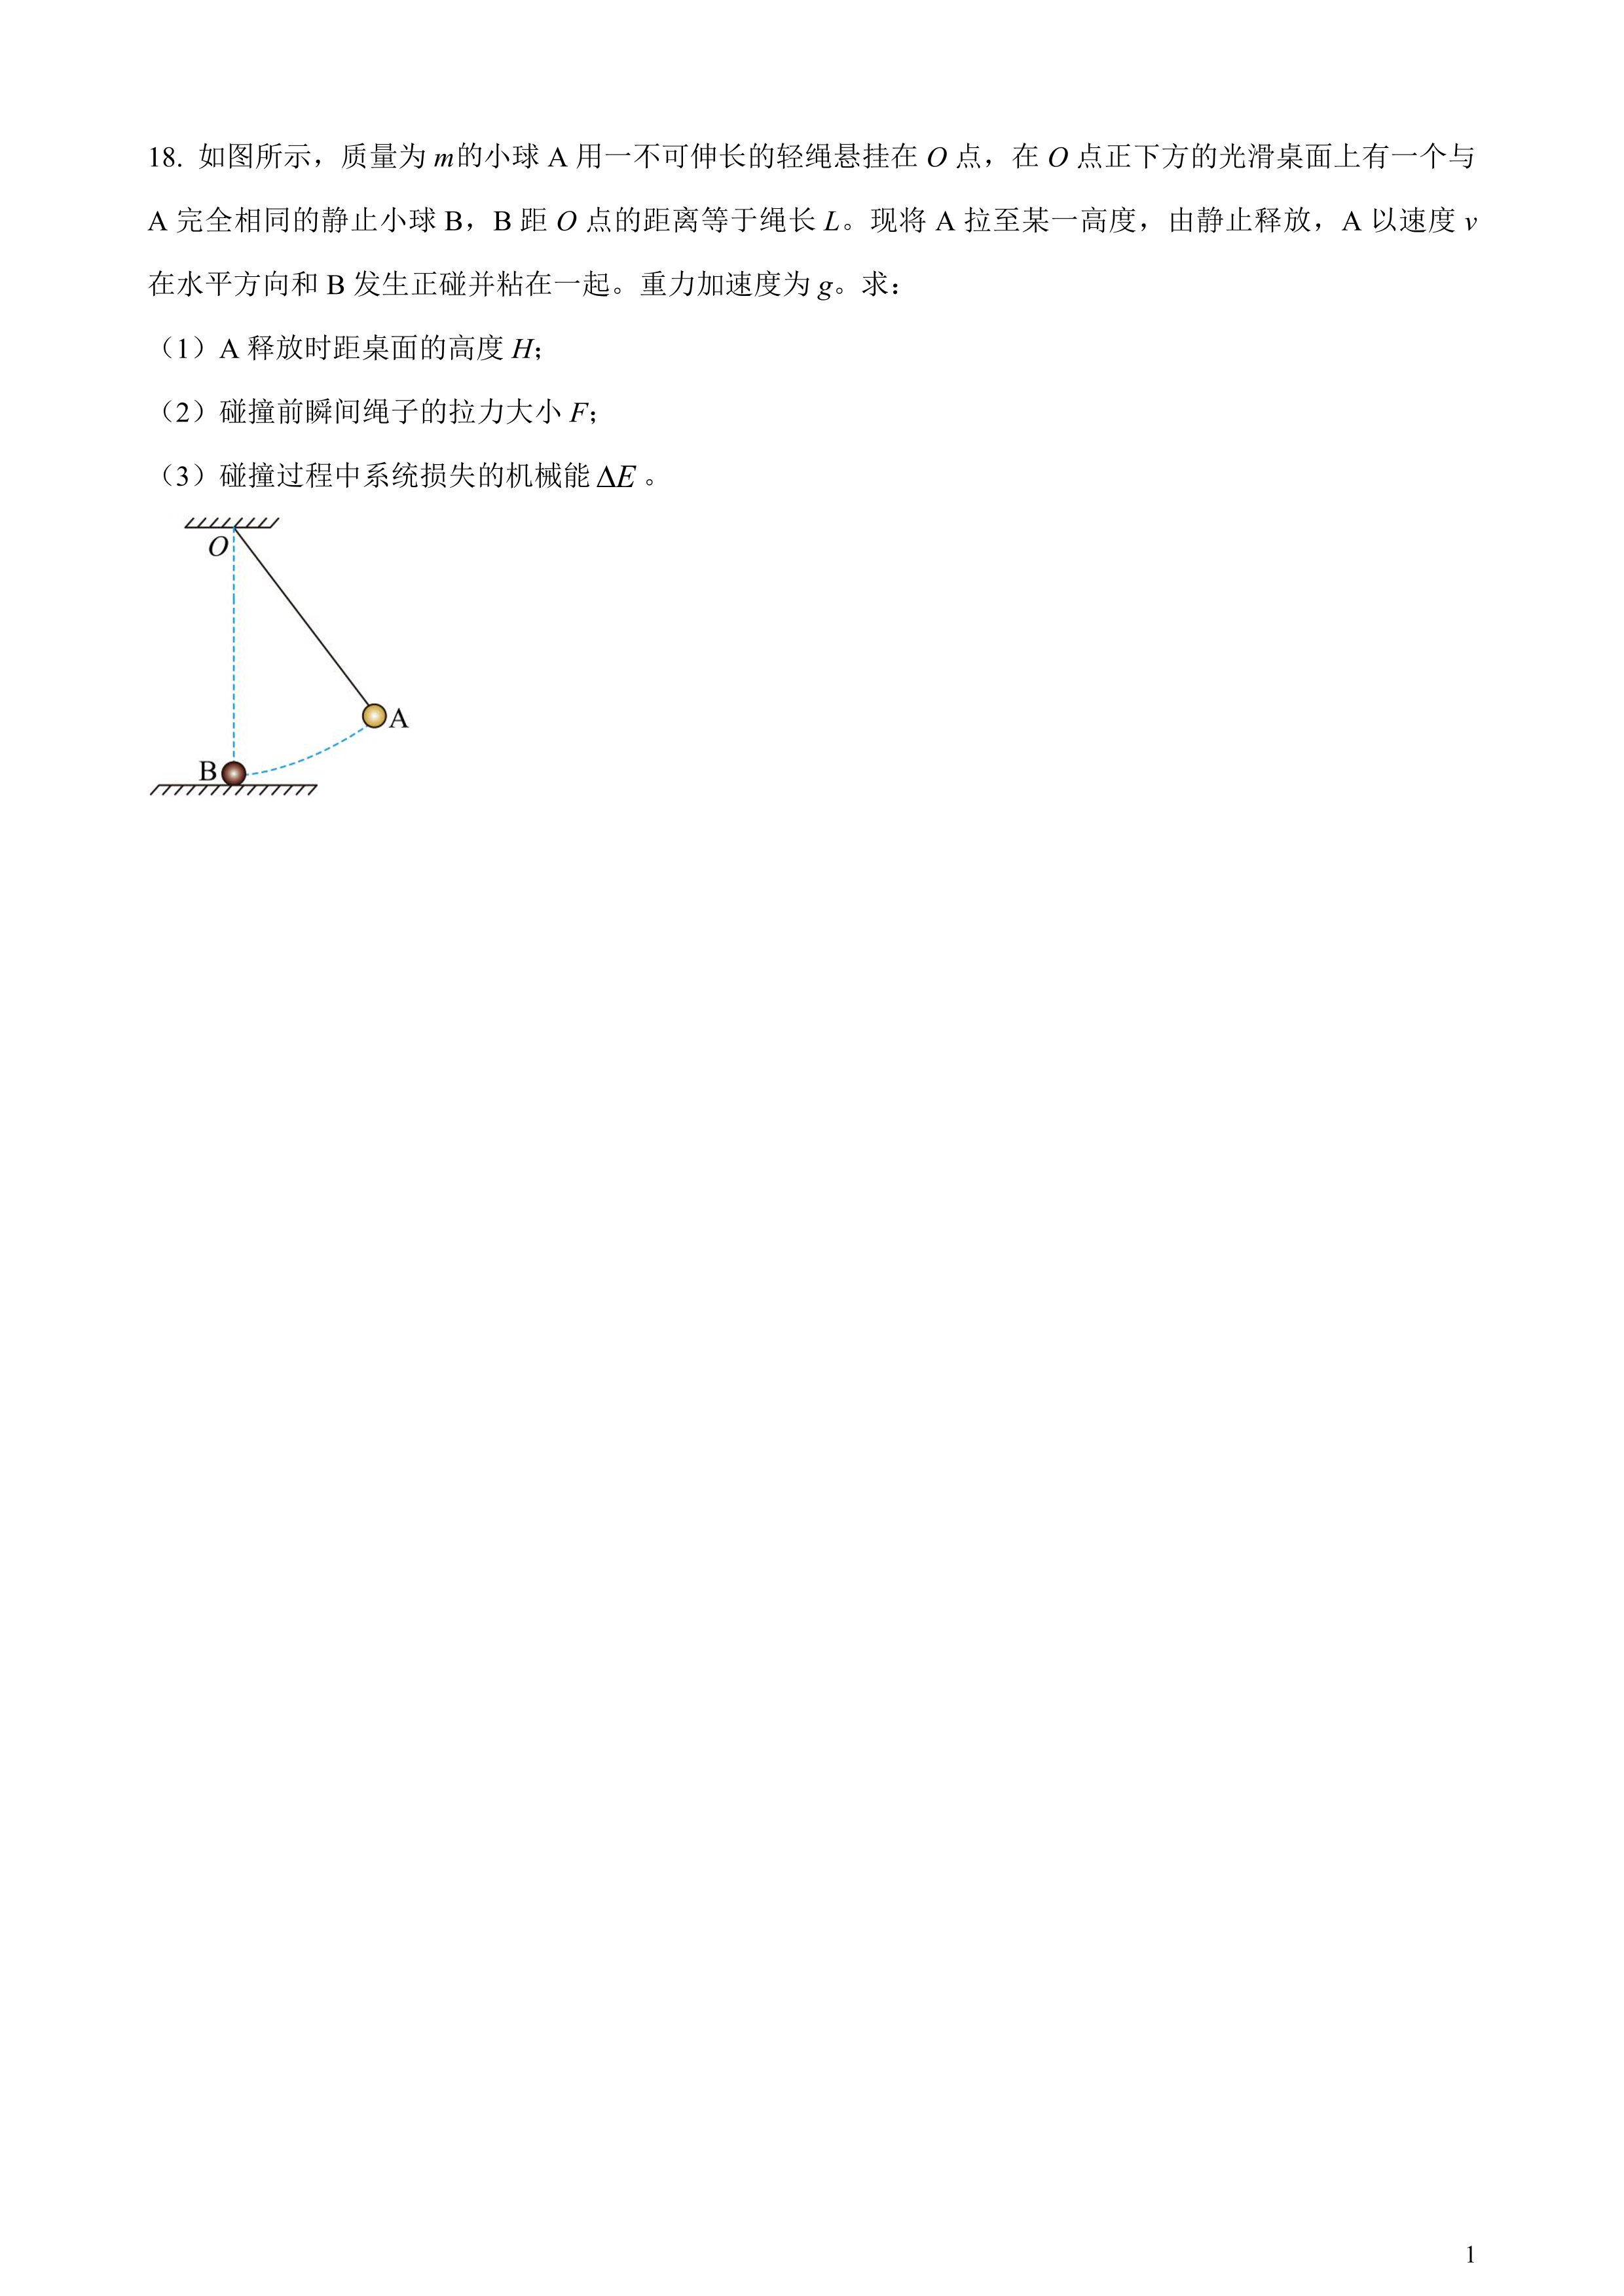 18. 如图所示，质量为 m的小球 A 用一不可伸长的轻绳悬挂在 O 点，在 O 点正下方的光滑桌面上有一个与
A 完全相同的静止小球 B，B 距 O 点的距离等于绳长 L。现将 A 拉至某一高度，由静止释放，A 以速度 v
在水平方向和 B 发生正碰并粘在一起。重力加速度为 g。求：
（1）A 释放时距桌面的高度 H；
（2）碰撞前瞬间绳子的拉力大小 F；
（3）碰撞过程中系统损失的机械能 ΔE 。
O
A
B
1